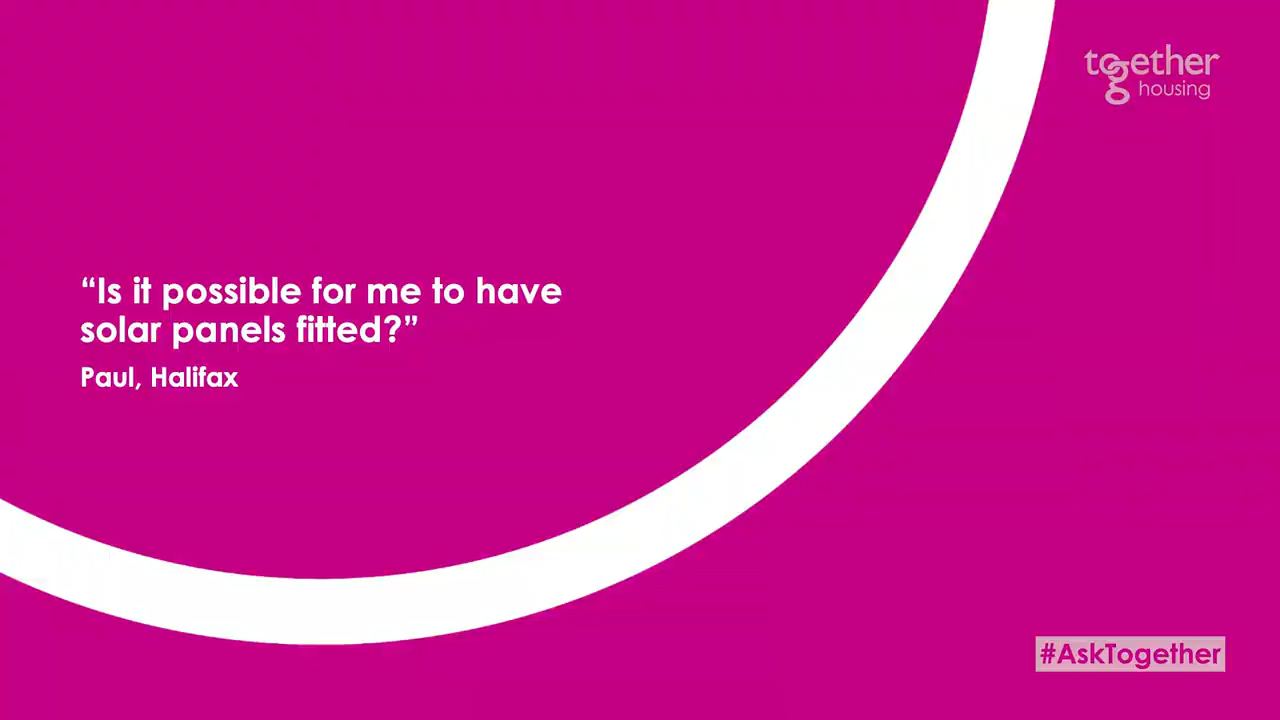 together
housing
“Is it possible for me to have
solar panels fitted?”
Paul, Halifax
#AskTogether